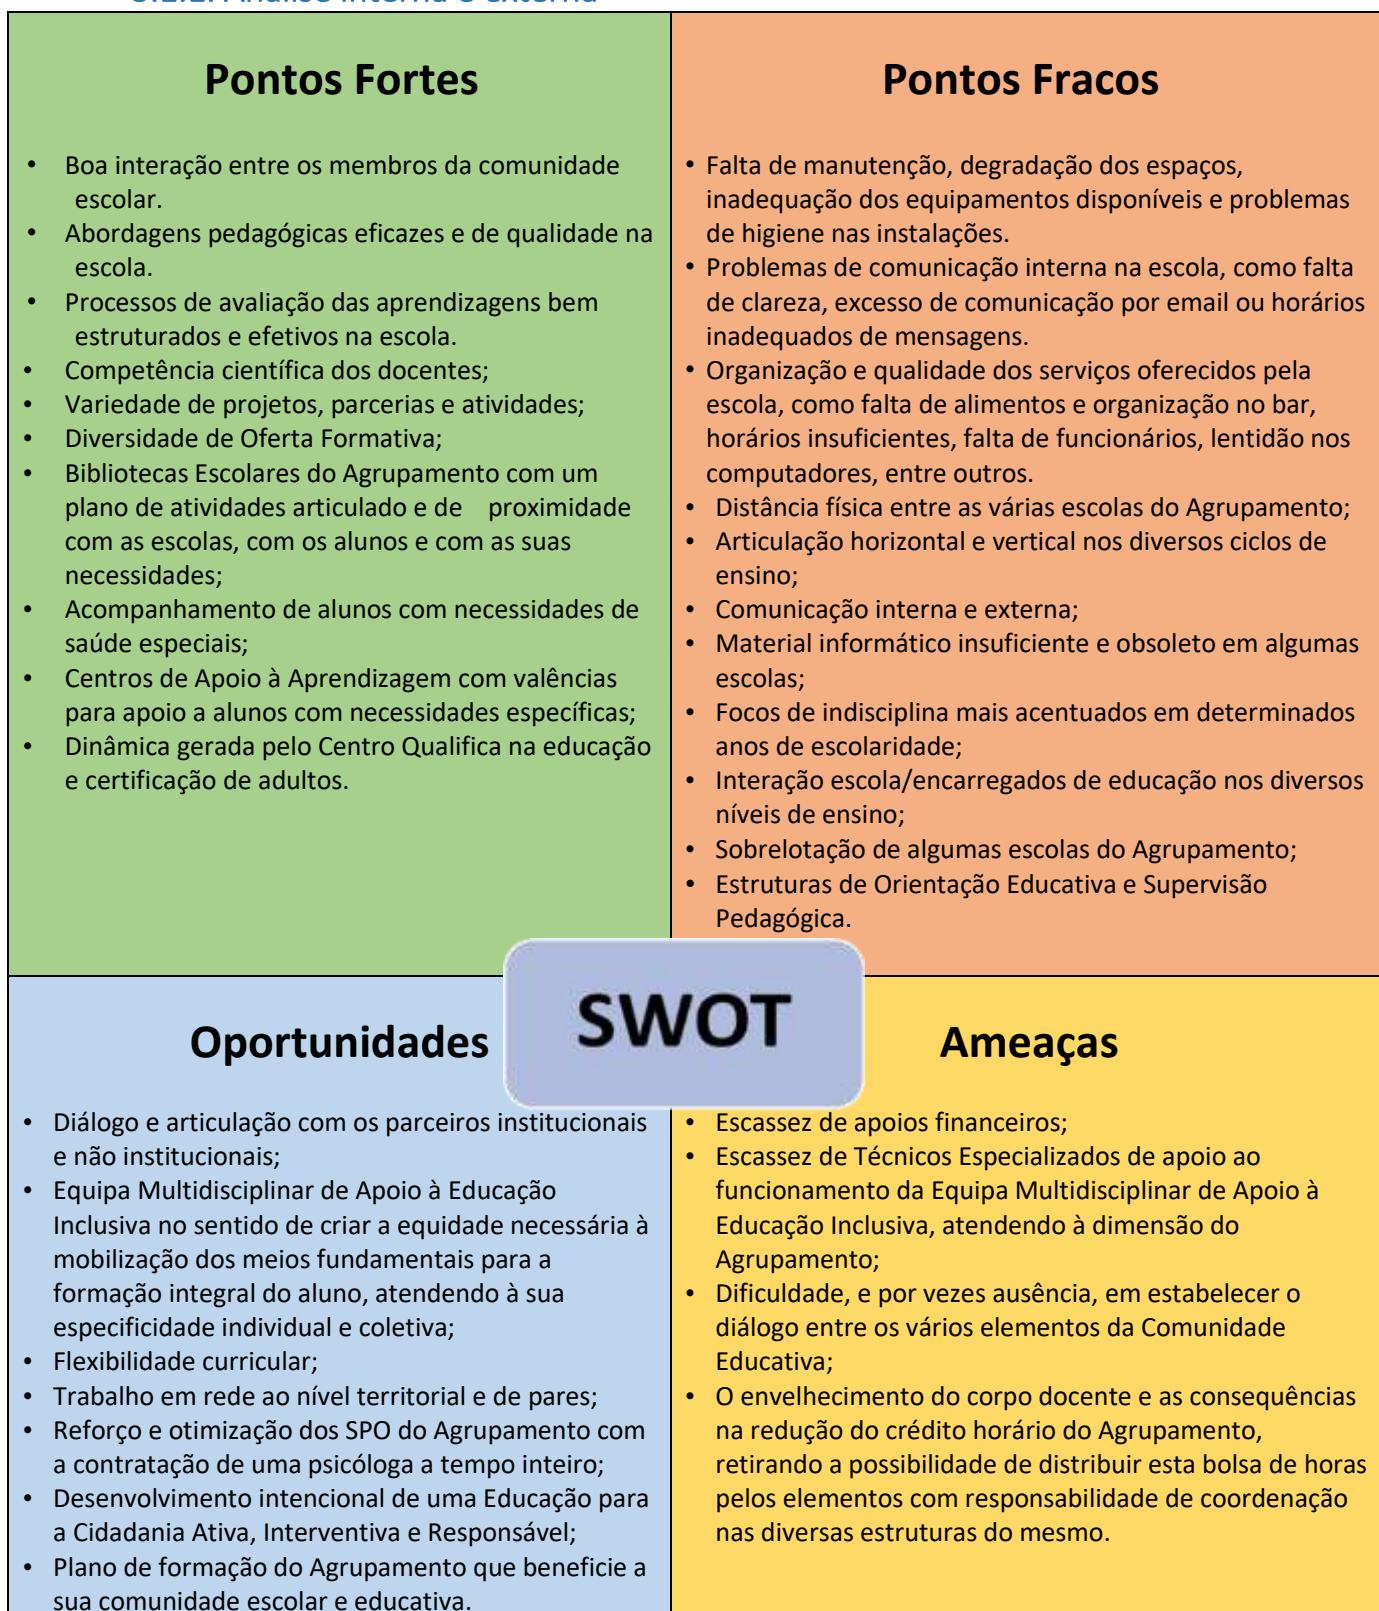 Análise interna e externa
Pontos Fortes
• Boa interação entre os membros da comunidade
escolar.
• Abordagens pedagógicas eficazes e de qualidade na
escola.
• Processos de avaliação das aprendizagens bem
estruturados e efetivos na escola.
• Competência científica dos docentes;
• Variedade de projetos, parcerias e atividades;
• Diversidade de Oferta Formativa;
• Bibliotecas Escolares do Agrupamento com um
plano de atividades articulado e de proximidade
com as escolas, com os alunos e com as suas
necessidades;
• Acompanhamento de alunos com necessidades de
saúde especiais;
• Centros de Apoio à Aprendizagem com valências
para apoio a alunos com necessidades específicas;
• Dinâmica gerada pelo Centro Qualifica na educação
e certificação de adultos.
Pontos Fracos
• Falta de manutenção, degradação dos espaços,
inadequação dos equipamentos disponíveis e problemas
de higiene nas instalações.
• Problemas de comunicação interna na escola, como falta
de clareza, excesso de comunicação por email ou horários
inadequados de mensagens.
• Organização e qualidade dos serviços oferecidos pela
escola, como falta de alimentos e organização no bar,
horários insuficientes, falta de funcionários, lentidão nos
computadores, entre outros.
• Distância física entre as várias escolas do Agrupamento;
• Articulação horizontal e vertical nos diversos ciclos de
ensino;
• Comunicação interna e externa;
• Material informático insuficiente e obsoleto em algumas
escolas;
• Focos de indisciplina mais acentuados em determinados
anos de escolaridade;
• Interação escola/encarregados de educação nos diversos
níveis de ensino;
• Sobrelotação de algumas escolas do Agrupamento;
• Estruturas de Orientação Educativa e Supervisão
Pedagógica.
SWOT
Oportunidades
• Diálogo e articulação com os parceiros institucionais
e não institucionais;
• Equipa Multidisciplinar de Apoio à Educação
Inclusiva no sentido de criar a equidade necessária à
mobilização dos meios fundamentais para a
formação integral do aluno, atendendo à sua
especificidade individual e coletiva;
• Flexibilidade curricular;
• Trabalho em rede ao nível territorial e de pares;
• Reforço e otimização dos SPO do Agrupamento com
a contratação de uma psicóloga a tempo inteiro;
• Desenvolvimento intencional de uma Educação para
a Cidadania Ativa, Interventiva e Responsável;
• Plano de formação do Agrupamento que beneficie a
sua comunidade escolar e educativa.
Ameaças
• Escassez de apoios financeiros;
• Escassez de Técnicos Especializados de apoio ao
funcionamento da Equipa Multidisciplinar de Apoio à
Educação Inclusiva, atendendo à dimensão do
Agrupamento;
• Dificuldade, e por vezes ausência, em estabelecer o
diálogo entre os vários elementos da Comunidade
Educativa;
• O envelhecimento do corpo docente e as consequências
na redução do crédito horário do Agrupamento,
retirando a possibilidade de distribuir esta bolsa de horas
pelos elementos com responsabilidade de coordenação
nas diversas estruturas do mesmo.